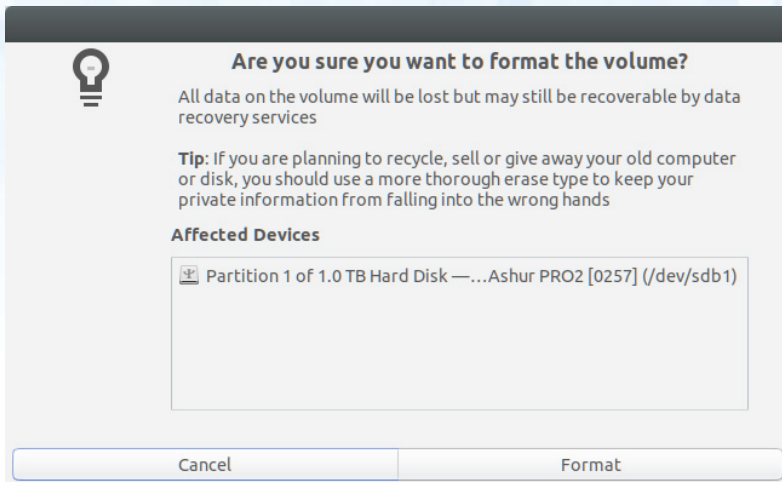 Are you sure you want to format the volume?
All data on the volume will be lost but may still be recoverable by data
recovery services
Tip: If you are planning to recycle, sell or give away your old computer
or disk, you should use a more thorough erase type to keep your
private information from falling into the wrong hands
Affected Devices
Partition 1 of 1.0 TB Hard Disk —…Ashur PRO2 [0257] (/dev/sdb1)
Cancel
Format